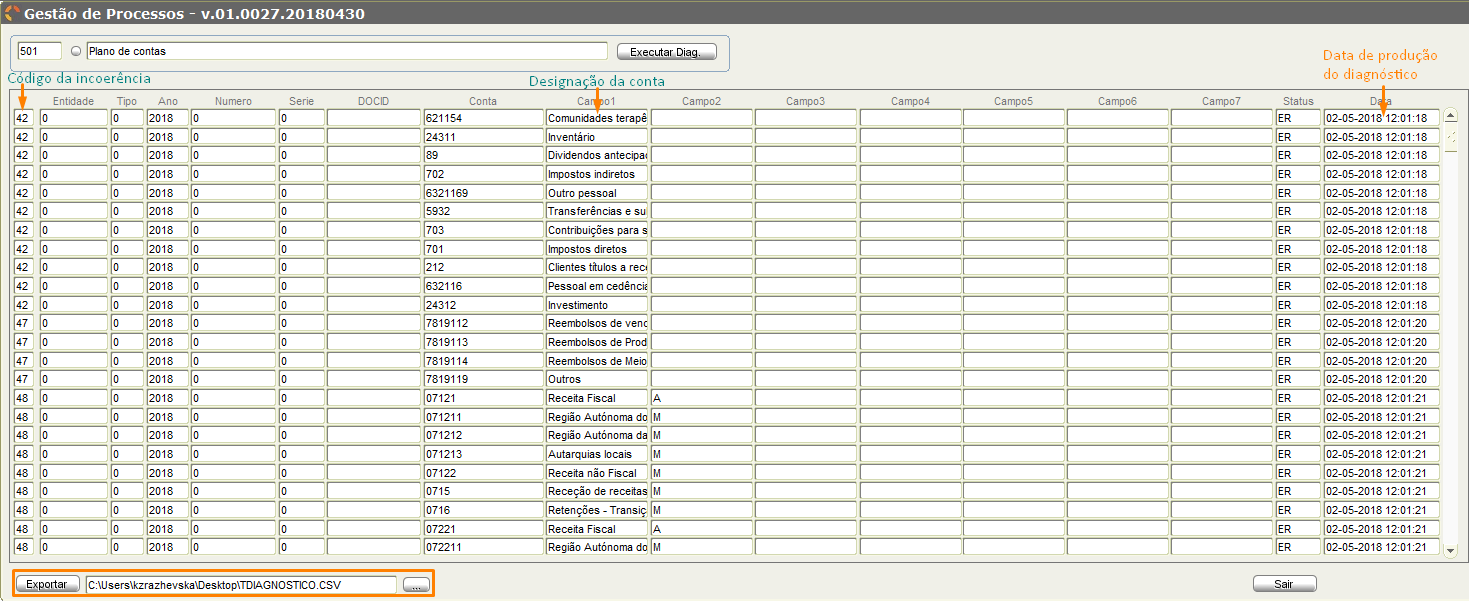 Gestão de Processos - v.01.0027.20180430
501 Plano de contas Executar Diag.
Código da incoerência Designação da conta Data de produção
do diagnóstico
Entidade Tipo Ano Numero Serie DOCID Conta Campo1 Campo2 Campo3 Campo4 Campo5 Campo6 Campo7 Status Data
42 0 0 2018 0 0 621154 Comunidades terapê ER 02-05-2018 12:01:18
42 0 0 2018 0 0 24311 Inventário ER 02-05-2018 12:01:18
42 0 0 2018 0 0 89 Dividendos antecipad ER 02-05-2018 12:01:18
42 0 0 2018 0 0 702 Impostos indiretos ER 02-05-2018 12:01:18
42 0 0 2018 0 0 6321169 Outro pessoal ER 02-05-2018 12:01:18
42 0 0 2018 0 0 5932 Transferências e sul ER 02-05-2018 12:01:18
42 0 0 2018 0 0 703 Contribuições para s ER 02-05-2018 12:01:18
42 0 0 2018 0 0 701 Impostos diretos ER 02-05-2018 12:01:18
42 0 0 2018 0 0 212 Clientes títulos a rece ER 02-05-2018 12:01:18
42 0 0 2018 0 0 632116 Pessoal em cedência ER 02-05-2018 12:01:18
42 0 0 2018 0 0 24312 Investimento ER 02-05-2018 12:01:18
47 0 0 2018 0 0 7819112 Reembolsos de venc ER 02-05-2018 12:01:20
47 0 0 2018 0 0 7819113 Reembolsos de Prod ER 02-05-2018 12:01:20
47 0 0 2018 0 0 7819114 Reembolsos de Meio ER 02-05-2018 12:01:20
47 0 0 2018 0 0 7819119 Outros ER 02-05-2018 12:01:20
48 0 0 2018 0 0 07121 Receita Fiscal A ER 02-05-2018 12:01:21
48 0 0 2018 0 0 071211 Região Autónoma do M ER 02-05-2018 12:01:21
48 0 0 2018 0 0 071212 Região Autónoma da M ER 02-05-2018 12:01:21
48 0 0 2018 0 0 071213 Autarquias locais M ER 02-05-2018 12:01:21
48 0 0 2018 0 0 07122 Receita não Fiscal M ER 02-05-2018 12:01:21
48 0 0 2018 0 0 0715 Receção de receitas M ER 02-05-2018 12:01:21
48 0 0 2018 0 0 0716 Retenções - Transiç M ER 02-05-2018 12:01:21
48 0 0 2018 0 0 07221 Receita Fiscal A ER 02-05-2018 12:01:21
48 0 0 2018 0 0 072211 Região Autónoma do M ER 02-05-2018 12:01:21
Exportar C:\Users\kzrazhevska\Desktop\TDIAGNOSTICO.CSV ... Sair